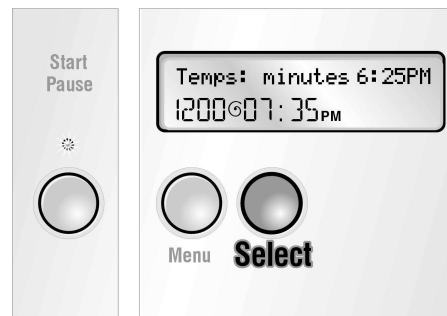 Start
Pause
Temps: minutes 6:25PM
1200 07:35PM
Menu
Select